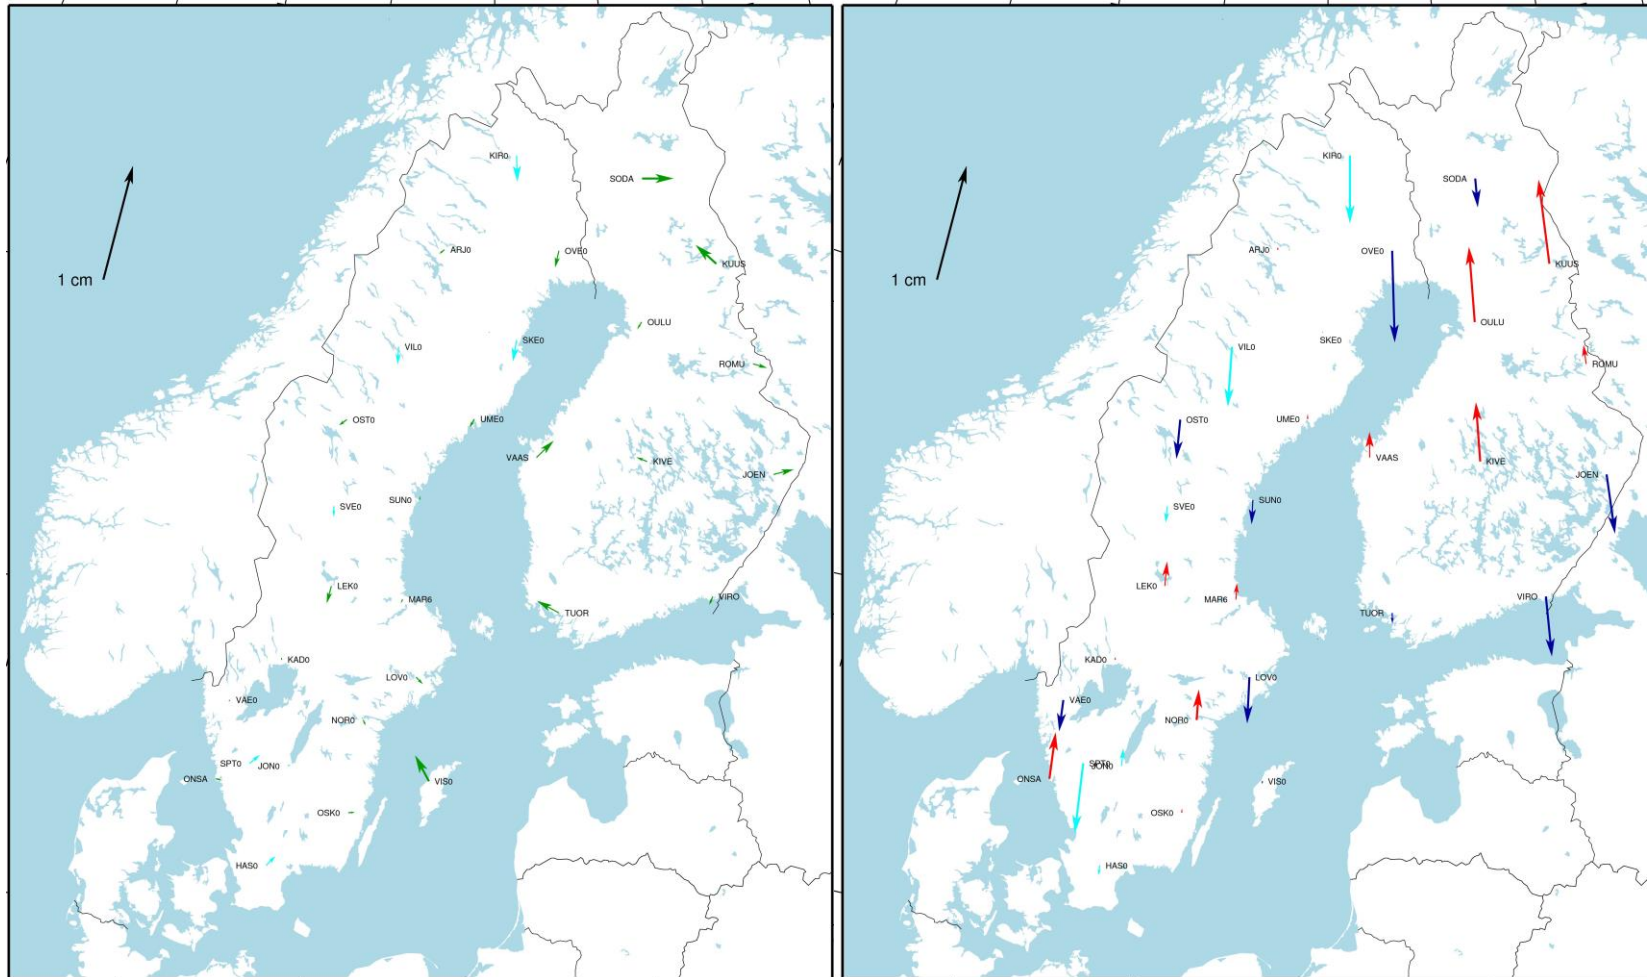 KIR0
SODA
ARJ0
OVE0
KUUS
1 cm
OULU
SKE0
VIL0
ROMU
OST0
UME0
VAAS
KIVE
JOEN
SUN0
SVE0
LEK0
MAR6
VIRO
TUOR
KAD0
LOV0
VAE0
NOR0
SPT0
JON0
ONSA
VIS0
OSK0
HAS0
KIR0
SODA
ARJ0
OVE0
KUUS
1 cm
OULU
SKE0
VIL0
ROMU
OST0
UME0
VAAS
KIVE
JOEN
SUN0
SVE0
LEK0
MAR6
VIRO
TUOR
KAD0
LOV0
VAE0
NOR0
SPT0
JON0
ONSA
VIS0
OSK0
HAS0